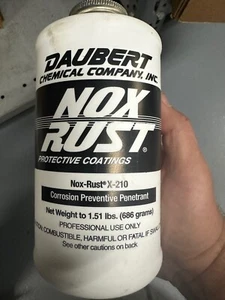 DAUBERT
CHEMICAL COMPANY, INC.
NOX
RUST®
PROTECTIVE COATINGS
Nox-Rust® X-210
Corrosion Preventive Penetrant
Net Weight to 1.51 lbs. (686 grams)
PROFESSIONAL USE ONLY
COMBUSTIBLE, HARMFUL OR FATAL IF
See other cautions on back